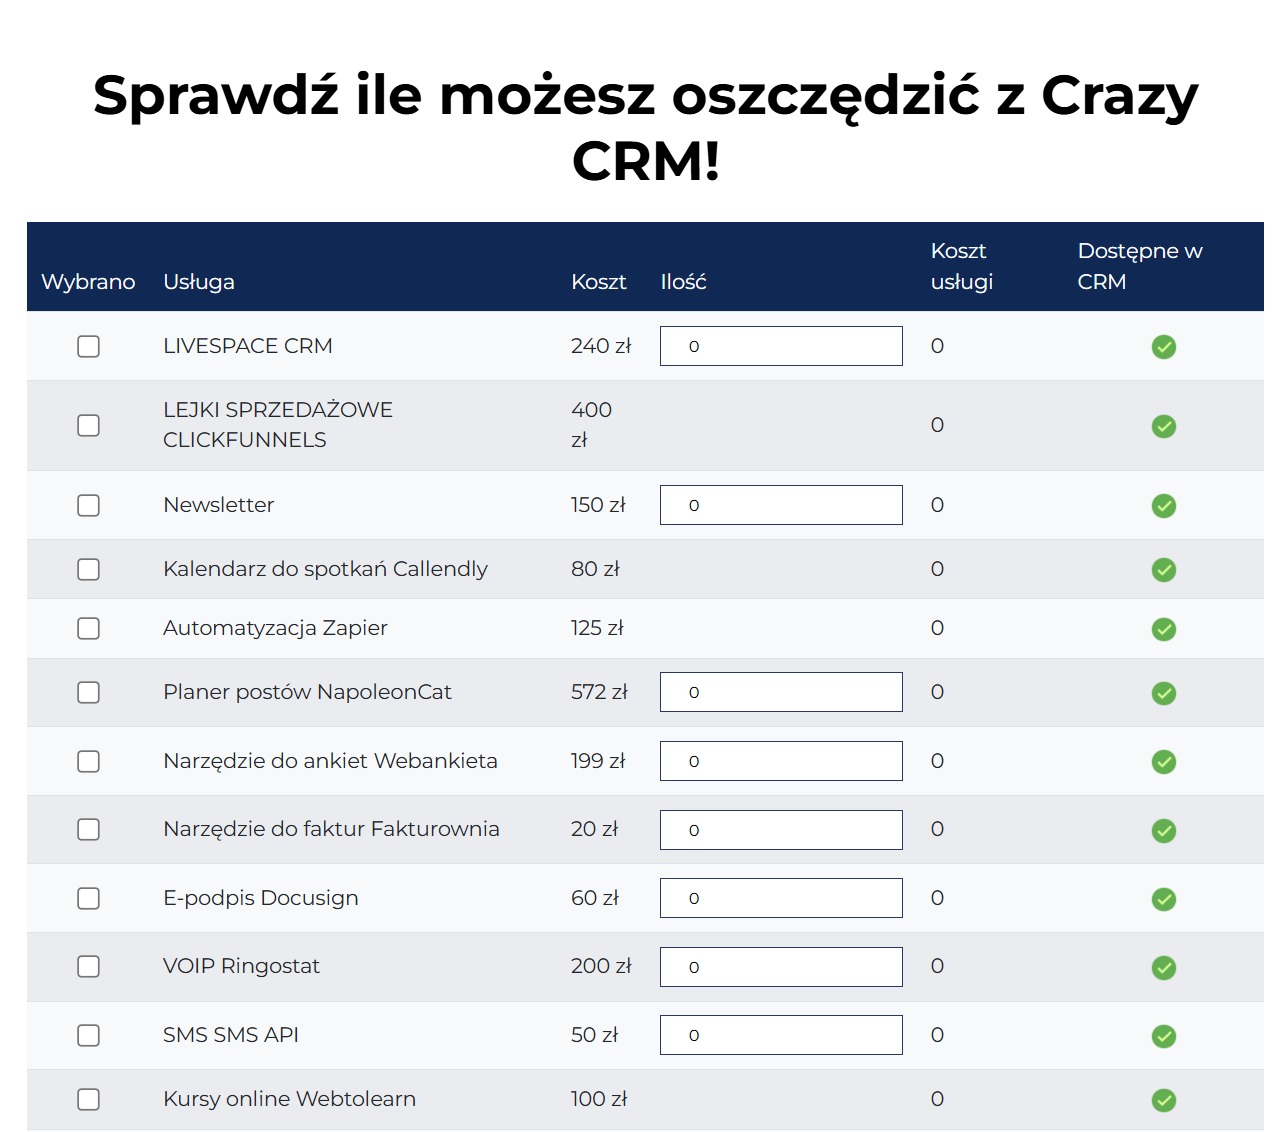 Sprawdź ile możesz oszczędzić z Crazy
CRM!
Wybrano Usługa Koszt Ilość Koszt usługi Dostępne w CRM
LIVESPACE CRM 240 zł 0 0
LEJKI SPRZEDAŻOWE CLICKFUNNELS 400 zł 0
Newsletter 150 zł 0 0
Kalendarz do spotkań Callendly 80 zł 0
Automatyzacja Zapier 125 zł 0
Planer postów NapoleonCat 572 zł 0 0
Narzędzie do ankiet Webankieta 199 zł 0 0
Narzędzie do faktur Fakturownia 20 zł 0 0
E-podpis Docusign 60 zł 0 0
VOIP Ringostat 200 zł 0 0
SMS SMS API 50 zł 0 0
Kursy online Webtolearn 100 zł 0